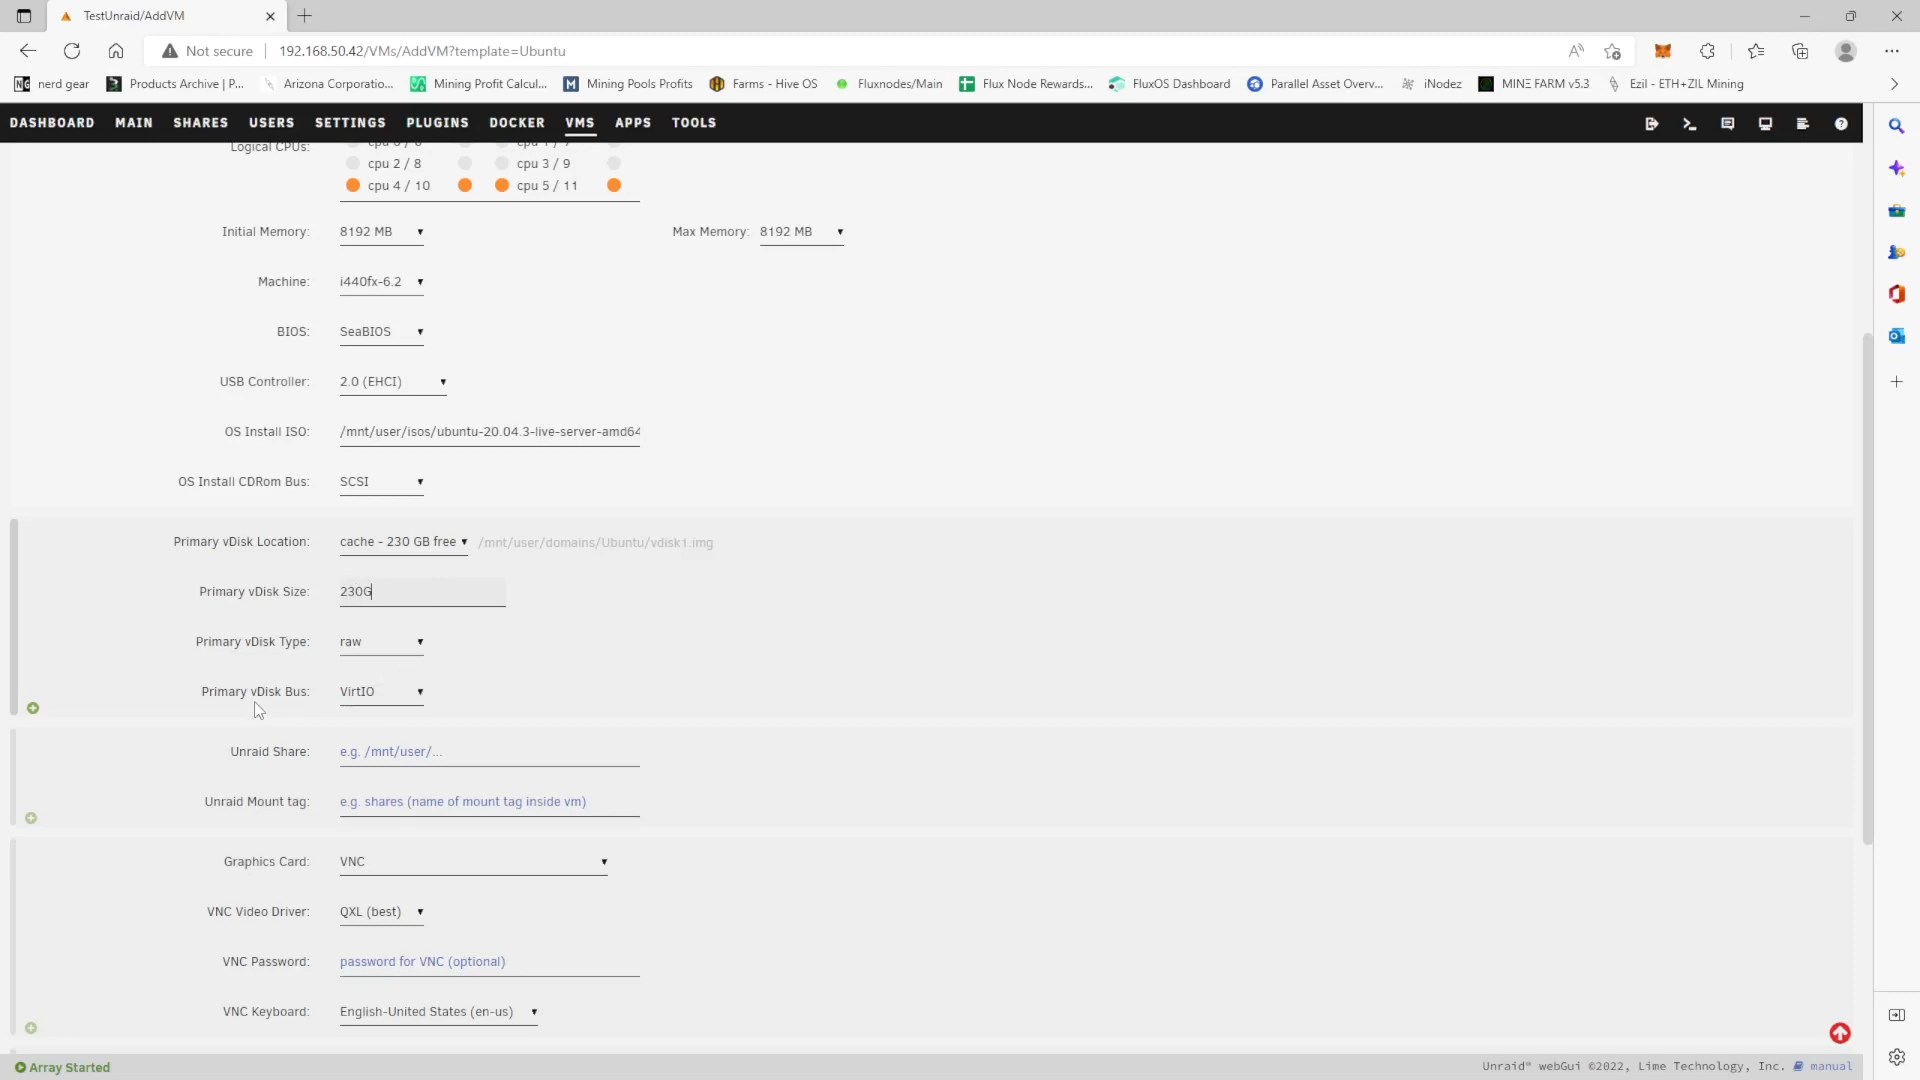 TestUnraid/AddVM
Not secure
192.168.50.42/VMs/AddVM?template=Ubuntu
nerd gear
Products Archive | P...
Arizona Corporatio...
Mining Profit Calcul...
Mining Pools Profits
Farms - Hive OS
Fluxnodes/Main
Flux Node Rewards...
FluxOS Dashboard
Parallel Asset Overv...
iNodez
MINE FARM v5.3
Ezil - ETH+ZIL Mining
DASHBOARD MAIN SHARES USERS SETTINGS PLUGINS DOCKER VMS APPS TOOLS
Logical CPUs:
cpu 2 / 8 cpu 3 / 9
cpu 4 / 10 cpu 5 / 11
Initial Memory: 8192 MB Max Memory: 8192 MB
Machine: i440fx-6.2
BIOS: SeaBIOS
USB Controller: 2.0 (EHCI)
OS Install ISO: /mnt/user/isos/ubuntu-20.04.3-live-server-amd64
OS Install CDRom Bus: SCSI
Primary vDisk Location: cache - 230 GB free /mnt/user/domains/Ubuntu/vdisk1.img
Primary vDisk Size: 230G
Primary vDisk Type: raw
Primary vDisk Bus: VirtIO
Unraid Share: e.g. /mnt/user/...
Unraid Mount tag: e.g. shares (name of mount tag inside vm)
Graphics Card: VNC
VNC Video Driver: QXL (best)
VNC Password: password for VNC (optional)
VNC Keyboard: English-United States (en-us)
Array Started
Unraid® webGui ©2022, Lime Technology, Inc. manual